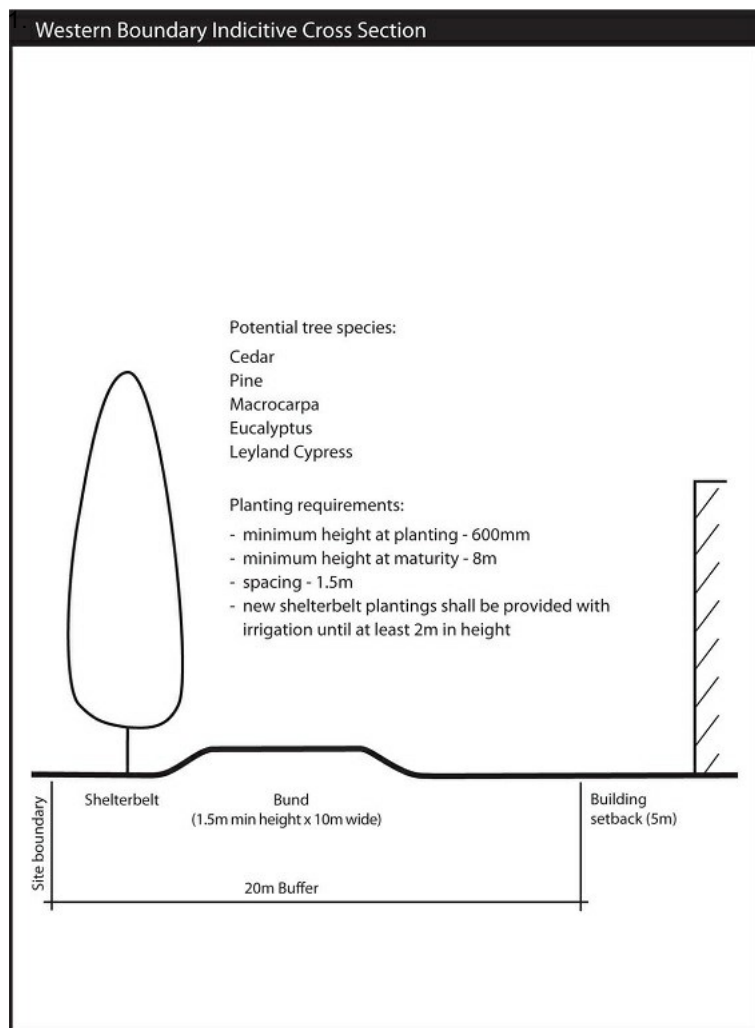 1.
Western Boundary Indicitive Cross Section
Potential tree species:
Cedar
Pine
Macrocarpa
Eucalyptus
Leyland Cypress
Planting requirements:
- minimum height at planting - 600mm
- minimum height at maturity - 8m
- spacing - 1.5m
- new shelterbelt plantings shall be provided with
irrigation until at least 2m in height
Site boundary
Shelterbelt
Bund
(1.5m min height x 10m wide)
Building
setback (5m)
20m Buffer